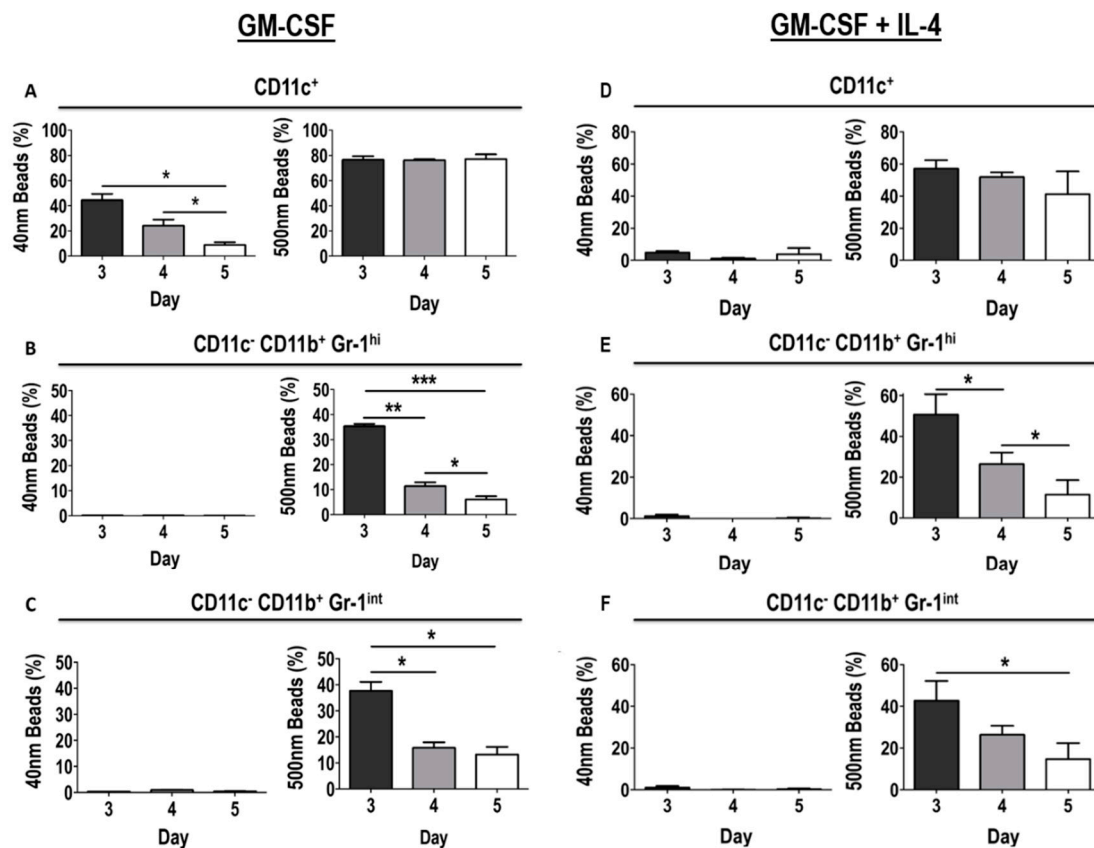 GM-CSF
GM-CSF + IL-4
A
CD11c⁺
40nm Beads (%)
100
80
60
40
20
0
3 4 5
Day
*
*
500nm Beads (%)
100
80
60
40
20
0
3 4 5
Day
D
CD11c⁺
40nm Beads (%)
80
60
40
20
0
3 4 5
Day
500nm Beads (%)
80
60
40
20
0
3 4 5
Day
B
CD11c⁻ CD11b⁺ Gr-1ʰⁱ
40nm Beads (%)
50
40
30
20
10
0
3 4 5
Day
500nm Beads (%)
50
40
30
20
10
0
3 4 5
Day
***
**
*
E
CD11c⁻ CD11b⁺ Gr-1ʰⁱ
40nm Beads (%)
60
40
20
0
3 4 5
Day
500nm Beads (%)
60
40
20
0
3 4 5
Day
*
*
C
CD11c⁻ CD11b⁺ Gr-1ⁱⁿᵗ
40nm Beads (%)
50
40
30
20
10
0
3 4 5
Day
500nm Beads (%)
50
40
30
20
10
0
3 4 5
Day
*
*
F
CD11c⁻ CD11b⁺ Gr-1ⁱⁿᵗ
40nm Beads (%)
60
40
20
0
3 4 5
Day
500nm Beads (%)
60
40
20
0
3 4 5
Day
*